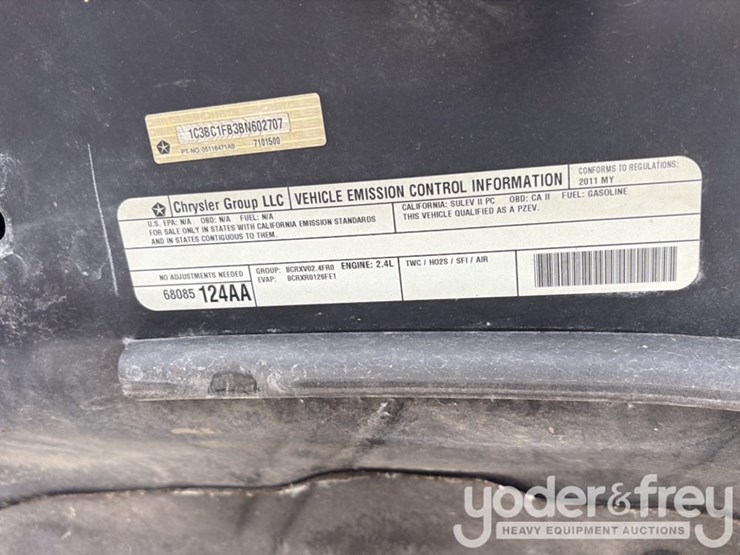 1C3BC1FB3BN602707
PT. NO. 05116471AB 7101500
Chrysler Group LLC VEHICLE EMISSION CONTROL INFORMATION CONFORMS TO REGULATIONS:
2011 MY
U.S. EPA: N/A OBD: N/A FUEL: N/A
FOR SALE ONLY IN STATES WITH CALIFORNIA EMISSION STANDARDS
AND IN STATES CONTIGUOUS TO THEM.
CALIFORNIA: SULEV II PC OBD: CA II FUEL: GASOLINE
THIS VEHICLE QUALIFIED AS A PZEV.
NO ADJUSTMENTS NEEDED
68085 124AA
GROUP: BCRXV02.4FR0 ENGINE: 2.4L
EVAP: BCRXR0126FE1
TWC / HO2S / SFI / AIR
yoder&frey
HEAVY EQUIPMENT AUCTIONS